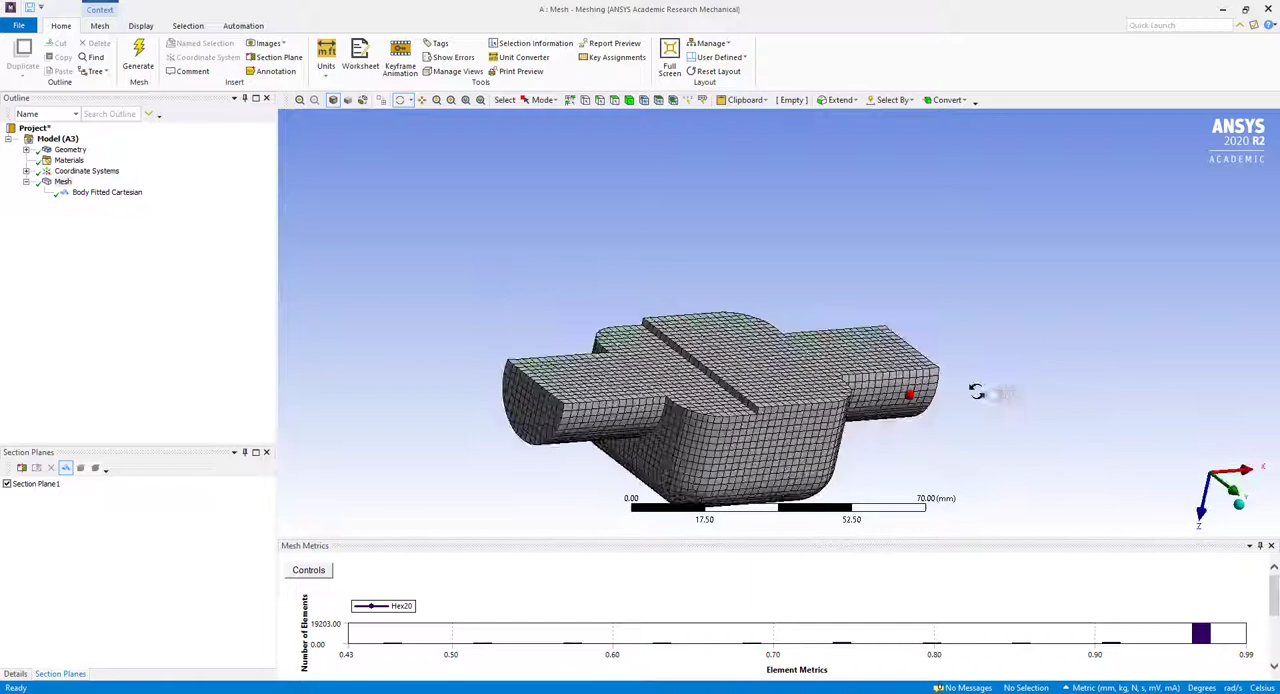 Context
A : Mesh - Meshing [ANSYS Academic Research Mechanical]
File Home Mesh Display Selection Automation Quick Launch
Duplicate
Cut
Copy
Paste
Delete
Find
Tree
Outline
Generate
Mesh
Named Selection
Coordinate System
Comment
Images
Section Plane
Annotation
Insert
mft
Units
Worksheet
Keyframe
Animation
Tags
Show Errors
Manage Views
Selection Information
Unit Converter
Print Preview
Report Preview
Key Assignments
Tools
Full
Screen
Manage
User Defined
Reset Layout
Layout
Outline
Select Mode Clipboard [ Empty ] Extend Select By Convert
Name Search Outline
Project*
Model (A3)
Geometry
Materials
Coordinate Systems
Mesh
Body Fitted Cartesian
ANSYS
2020 R2
ACADEMIC
Section Planes
Section Plane1
0.00 70.00 (mm)
17.50 52.50
X
Y
Z
Mesh Metrics
Controls
Hex20
Number of Elements
19203.00
0.00
0.43 0.50 0.60 0.70 0.80 0.90 0.99
Element Metrics
Details Section Planes
Ready No Messages No Selection Metric (mm, kg, N, s, mV, mA) Degrees rad/s Celsius